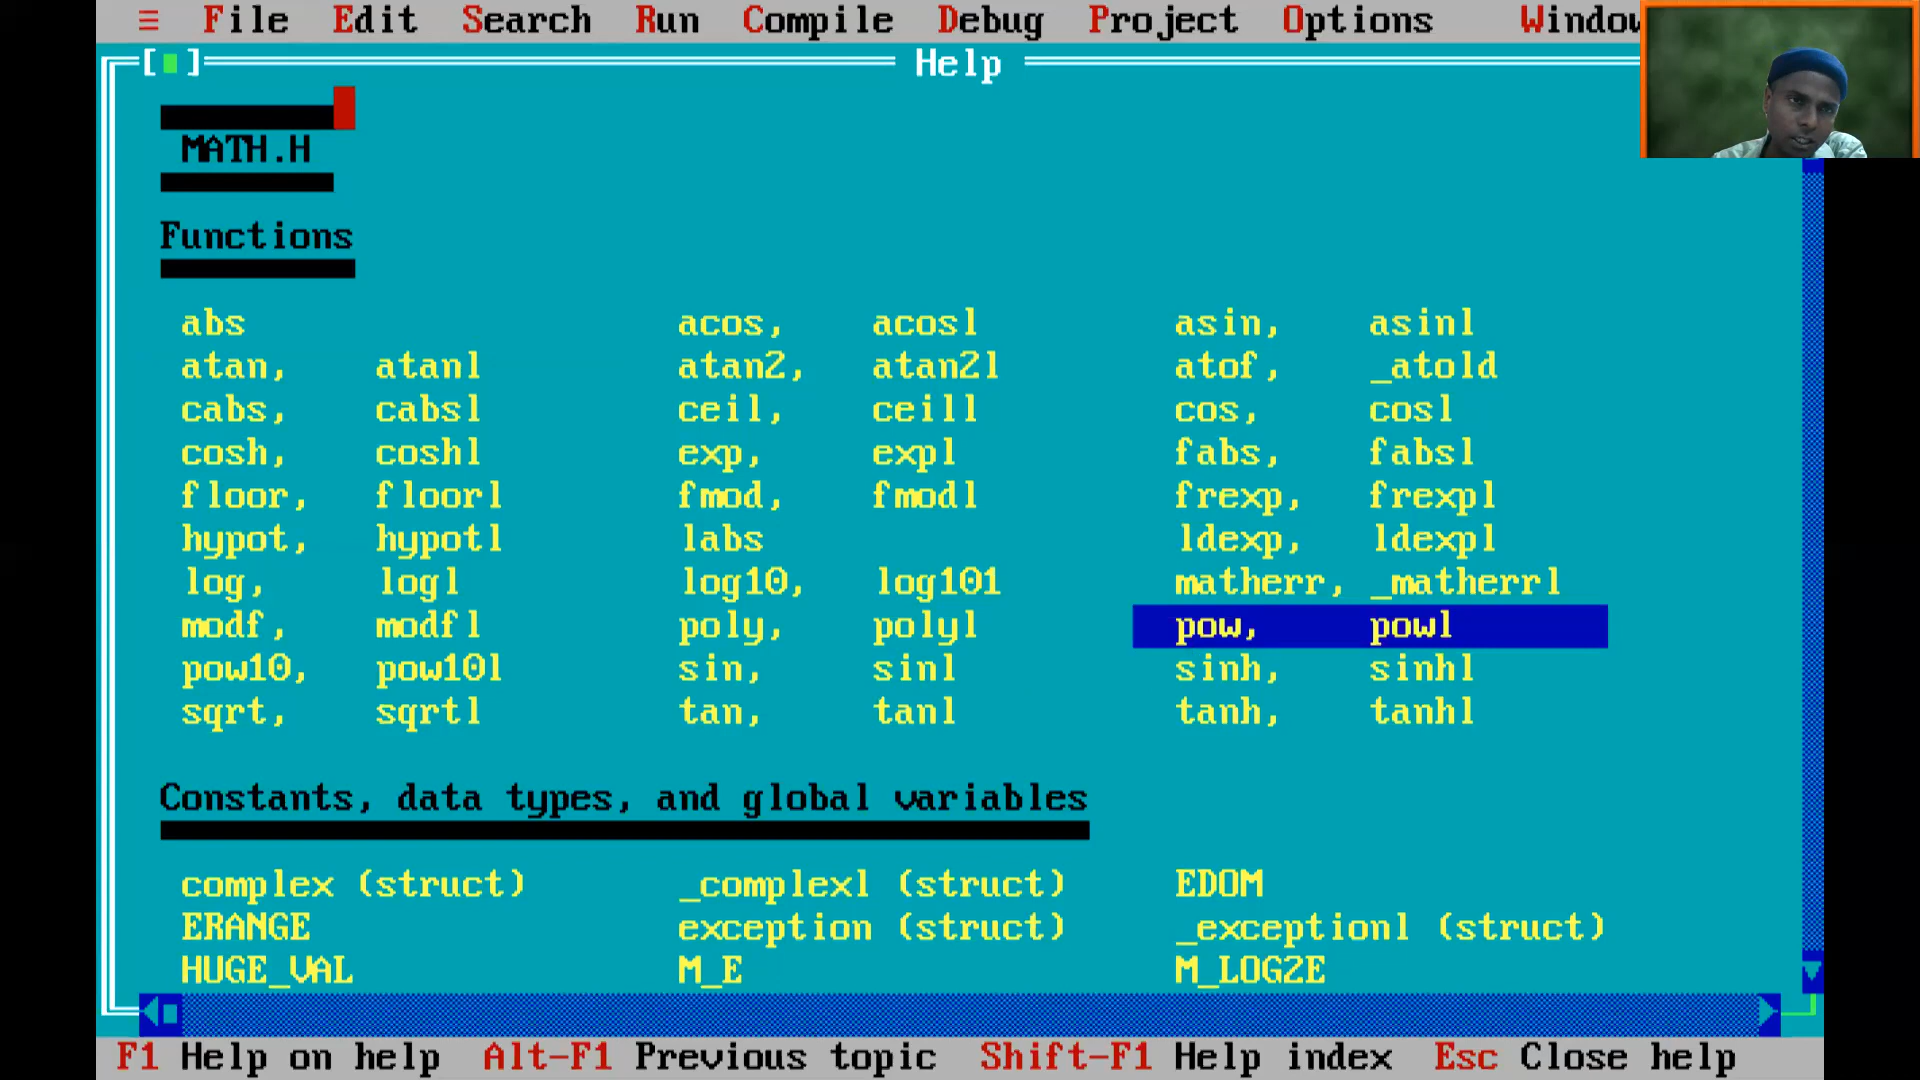 ≡ File Edit Search Run Compile Debug Project Options Window
[ ] Help
MATH.H
Functions
abs acos, acosl asin, asinl
atan, atanl atan2, atan2l atof, _atold
cabs, cabsl ceil, ceill cos, cosl
cosh, coshl exp, expl fabs, fabsl
floor, floorl fmod, fmodl frexp, frexpl
hypot, hypotl labs ldexp, ldexpl
log, logl log10, log101 matherr, _matherrl
modf, modfl poly, polyl pow, powl
pow10, pow10l sin, sinl sinh, sinhl
sqrt, sqrtl tan, tanl tanh, tanhl
Constants, data types, and global variables
complex (struct) _complexl (struct) EDOM
ERANGE exception (struct) _exceptionl (struct)
HUGE_VAL M_E M_LOG2E
F1 Help on help Alt-F1 Previous topic Shift-F1 Help index Esc Close help